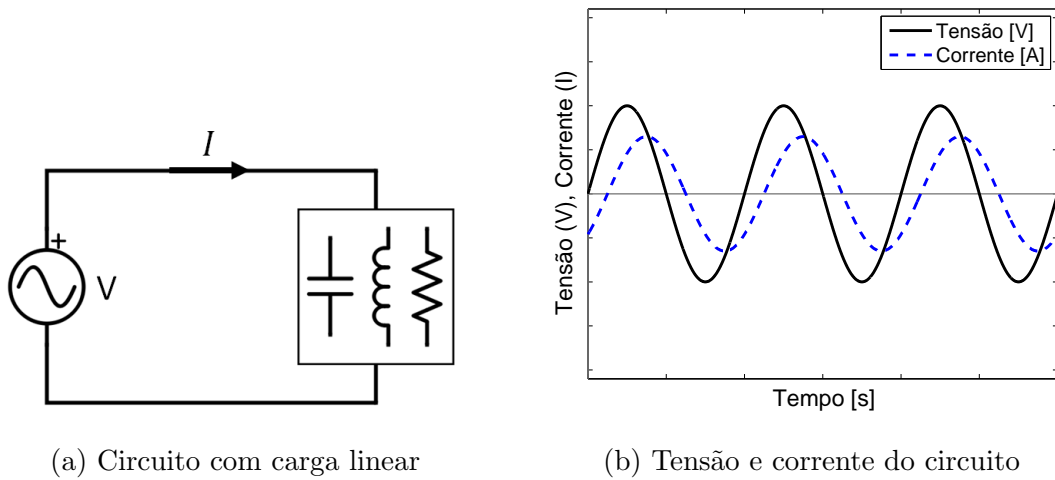 I
+
V
(a) Circuito com carga linear
Tensão [V]
Corrente [A]
Tensão (V), Corrente (I)
Tempo [s]
(b) Tensão e corrente do circuito